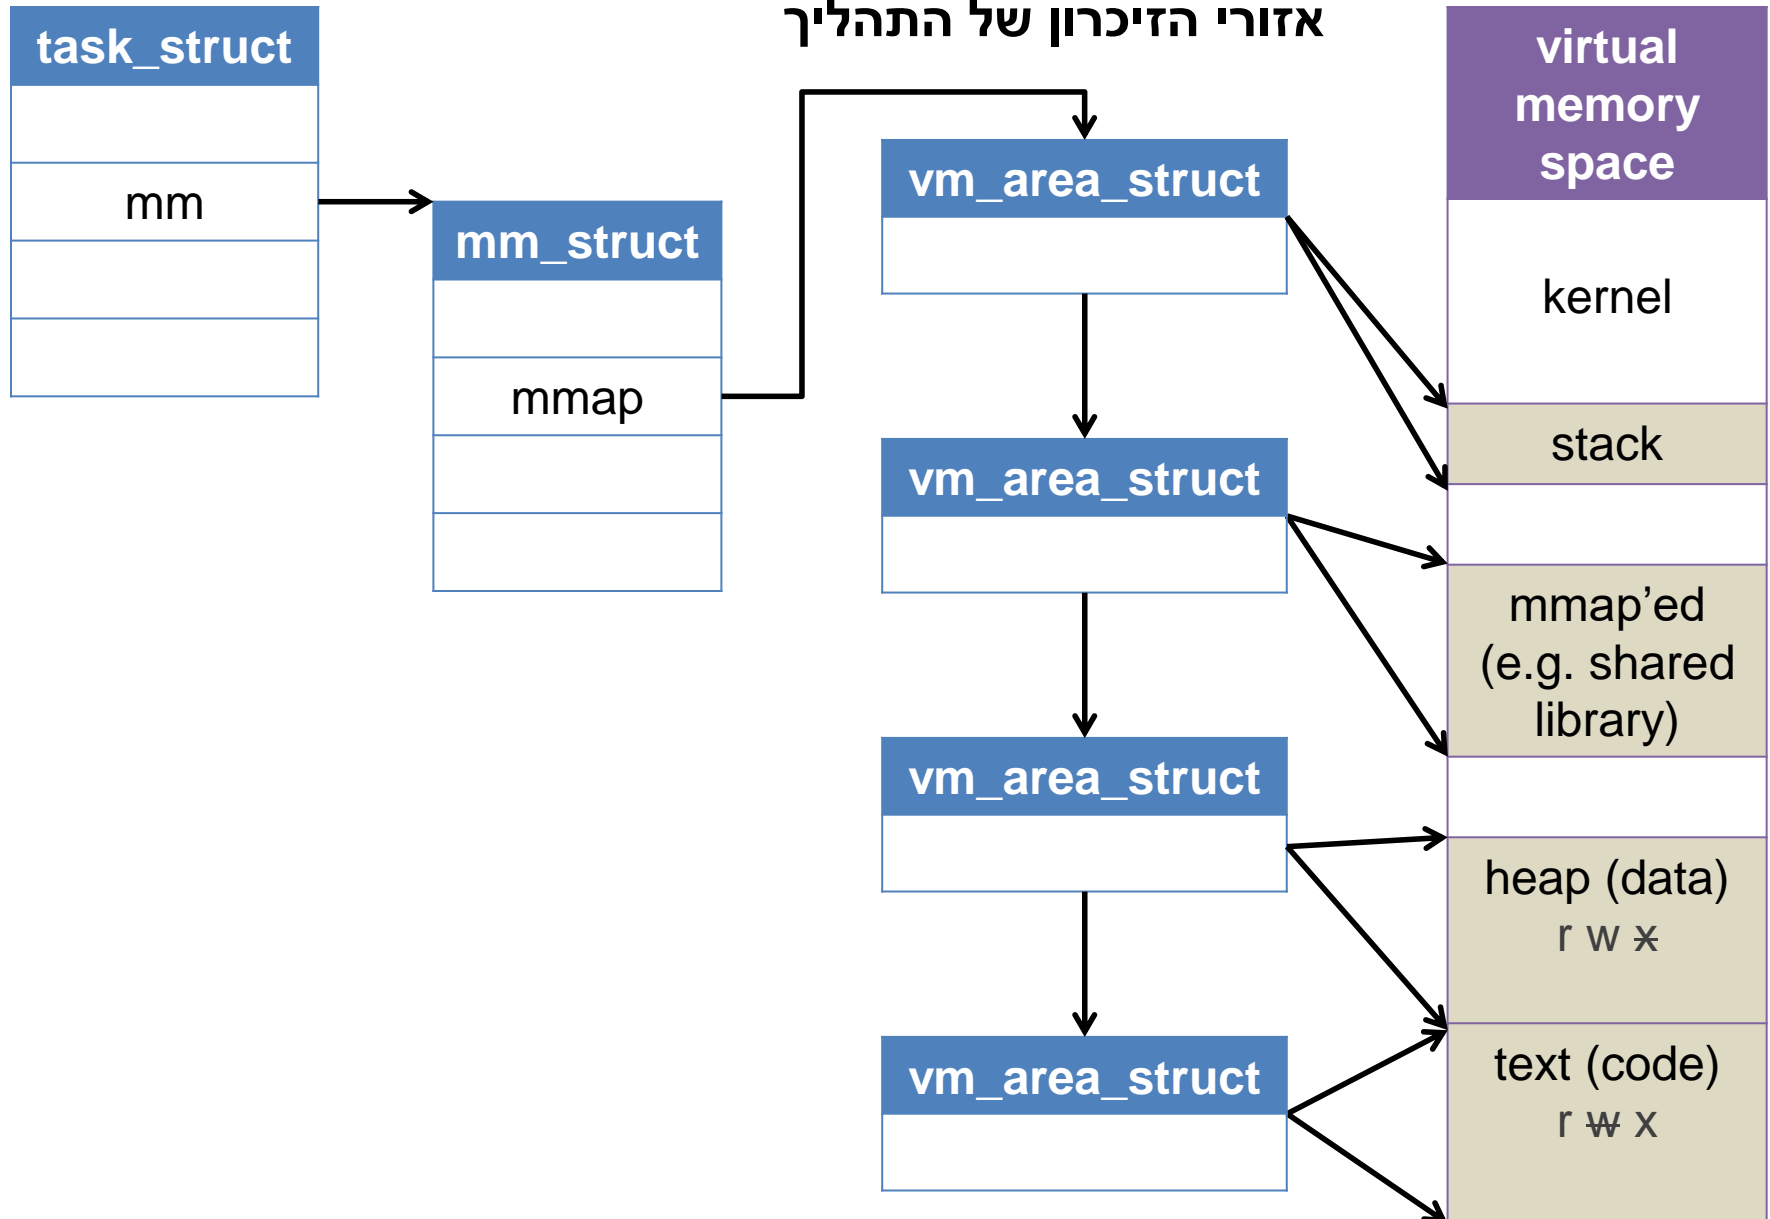 אזורי הזיכרון של התהליך
task_struct
mm
mm_struct
mmap
vm_area_struct
vm_area_struct
vm_area_struct
vm_area_struct
virtual
memory
space
kernel
stack
mmap’ed
(e.g. shared
library)
heap (data)
r w x
text (code)
r w x